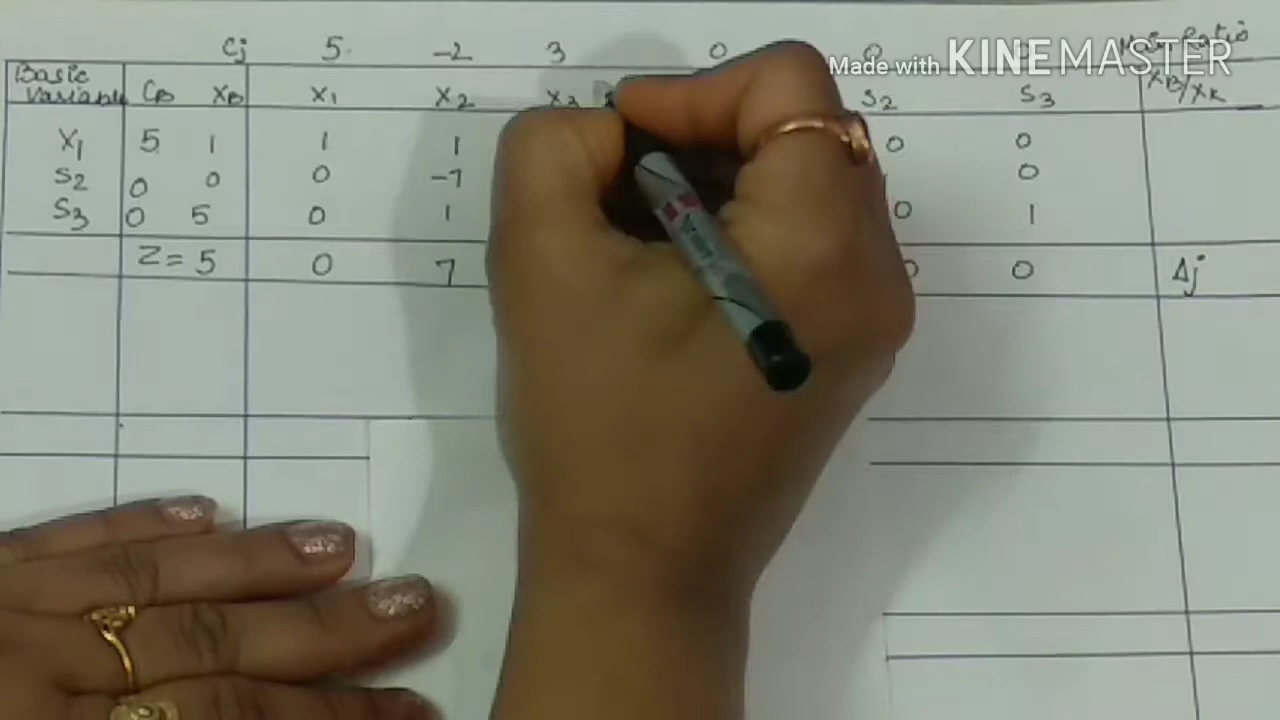 Cj 5 -2 3 0 0 Min Ratio
Made with KINEMASTER
Basic Variable CB XB X1 X2 X3 S2 S3 XB/XK
X1 5 1 1 1 0 0
S2 0 0 0 -7 0
S3 0 5 0 1 0 1
Z = 5 0 7 0 0 Δj